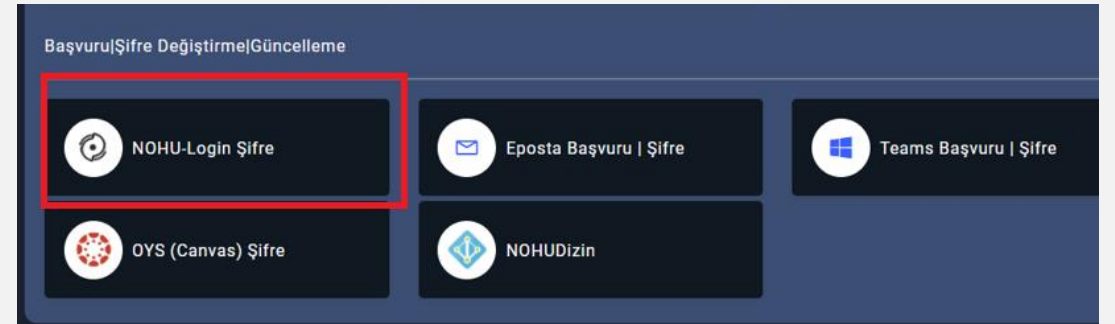 Başvuru|Şifre Değiştirme|Güncelleme
NOHU-Login Şifre
Eposta Başvuru | Şifre
Teams Başvuru | Şifre
OYS (Canvas) Şifre
NOHUDizin